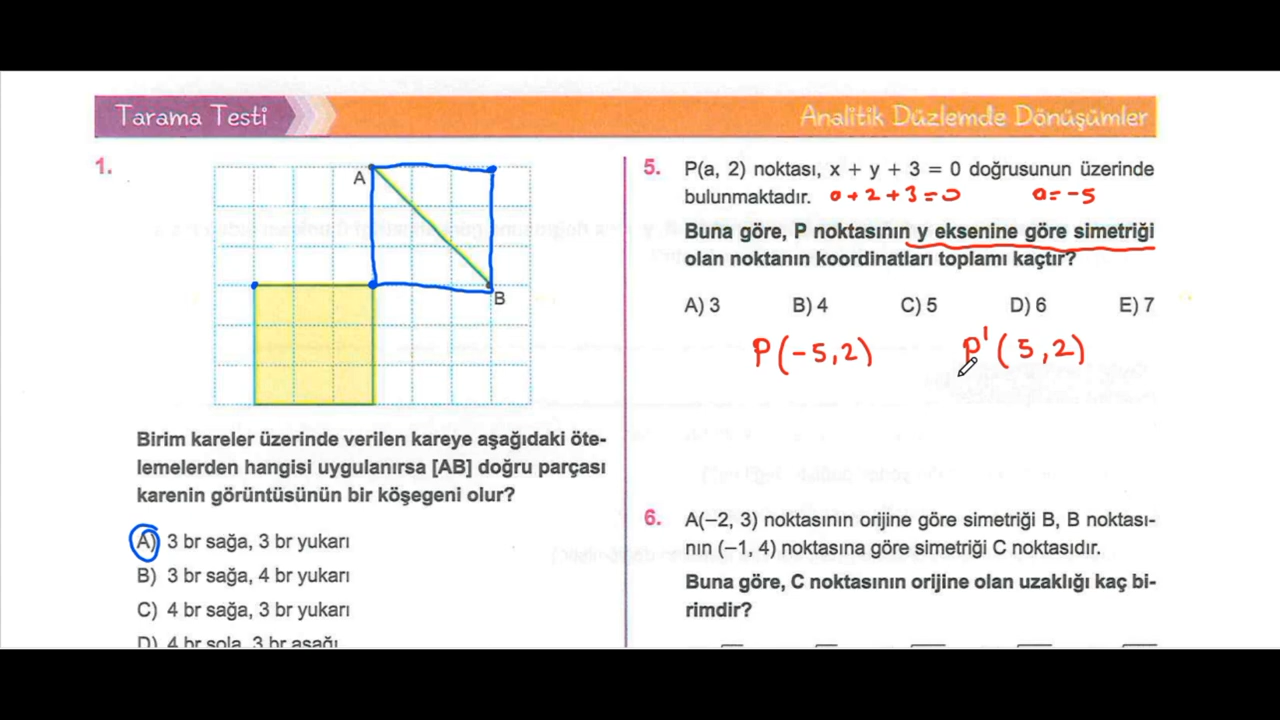 Tarama Testi
Analitik Düzlemde Dönüşümler
1.
A
B
Birim kareler üzerinde verilen kareye aşağıdaki öte-
lemelerden hangisi uygulanırsa [AB] doğru parçası
karenin görüntüsünün bir köşegeni olur?
A) 3 br sağa, 3 br yukarı
B) 3 br sağa, 4 br yukarı
C) 4 br sağa, 3 br yukarı
D) 4 br sola, 3 br aşağı
5. P(a, 2) noktası, x + y + 3 = 0 doğrusunun üzerinde
bulunmaktadır. a + 2 + 3 = 0 a = -5
Buna göre, P noktasının y eksenine göre simetriği
olan noktanın koordinatları toplamı kaçtır?
A) 3 B) 4 C) 5 D) 6 E) 7
P(-5,2) P'(5,2)
6. A(−2, 3) noktasının orijine göre simetriği B, B noktası-
nın (−1, 4) noktasına göre simetriği C noktasıdır.
Buna göre, C noktasının orijine olan uzaklığı kaç bi-
rimdir?